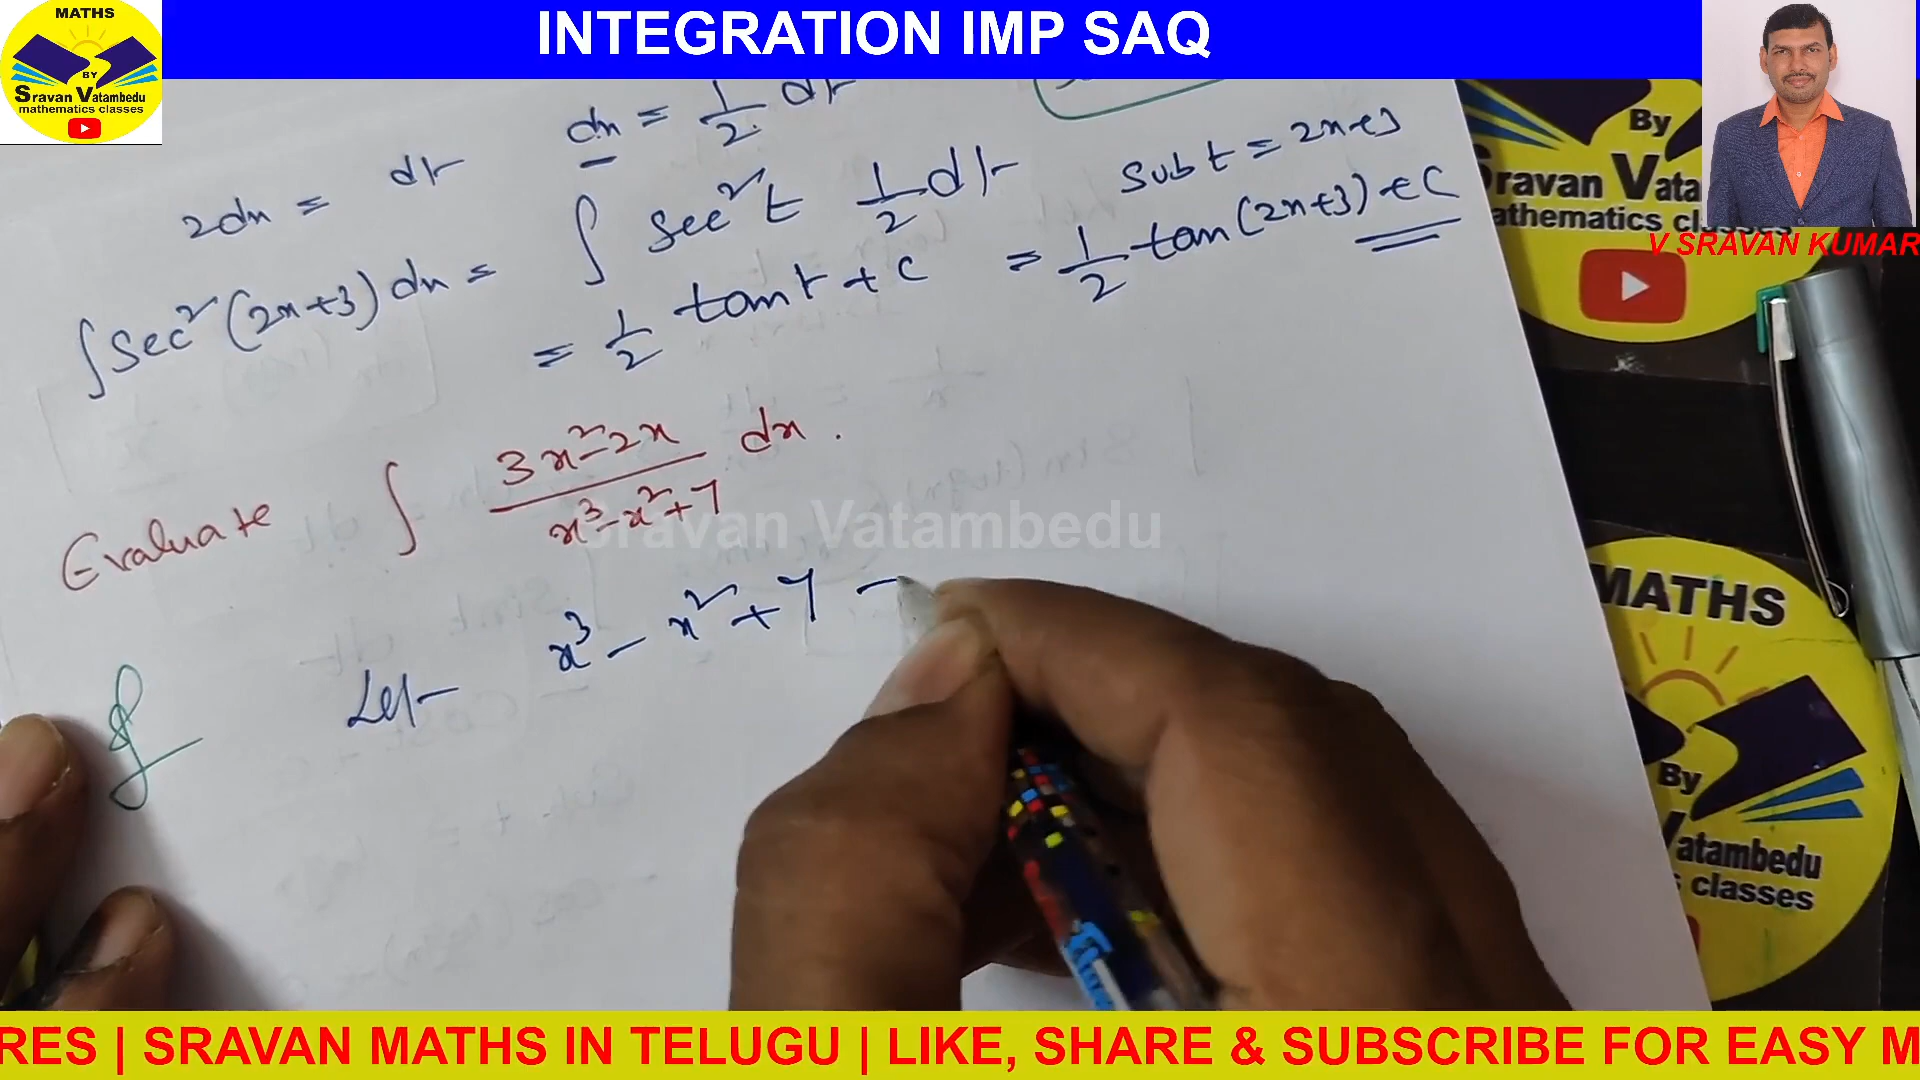 INTEGRATION IMP SAQ
MATHS
BY
Sravan Vatambedu
mathematics classes
dx = 1/2 dt
2dx = dt
∫ sec²(2x+3) dx = ∫ sec²t 1/2 dt
sub t = 2x+3
= 1/2 tan t + c = 1/2 tan(2x+3) + C
Evaluate ∫ (3x²-2x)/(x³-x²+7) dx.
Sravan Vatambedu
Let x³ - x² + 7
By
Sravan Vata
athematics cl
V SRAVAN KUMAR
MATHS
By
Vatambedu
classes
RES | SRAVAN MATHS IN TELUGU | LIKE, SHARE & SUBSCRIBE FOR EASY M